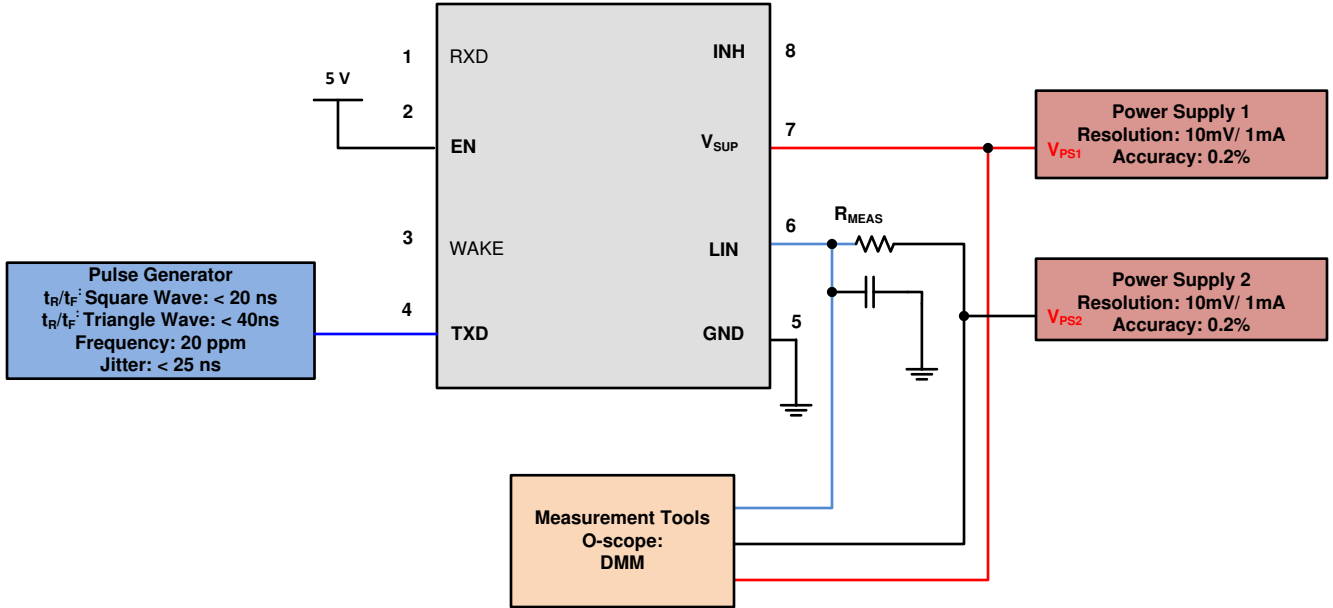 1
RXD
INH
8
5 V
2
EN
VSUP
7
Power Supply 1
Resolution: 10mV/ 1mA
VPS1
Accuracy: 0.2%
3
WAKE
LIN
6
RMEAS
Pulse Generator
tR/tF: Square Wave: < 20 ns
tR/tF: Triangle Wave: < 40ns
Frequency: 20 ppm
Jitter: < 25 ns
4
TXD
GND
5
Power Supply 2
Resolution: 10mV/ 1mA
VPS2
Accuracy: 0.2%
Measurement Tools
O-scope:
DMM